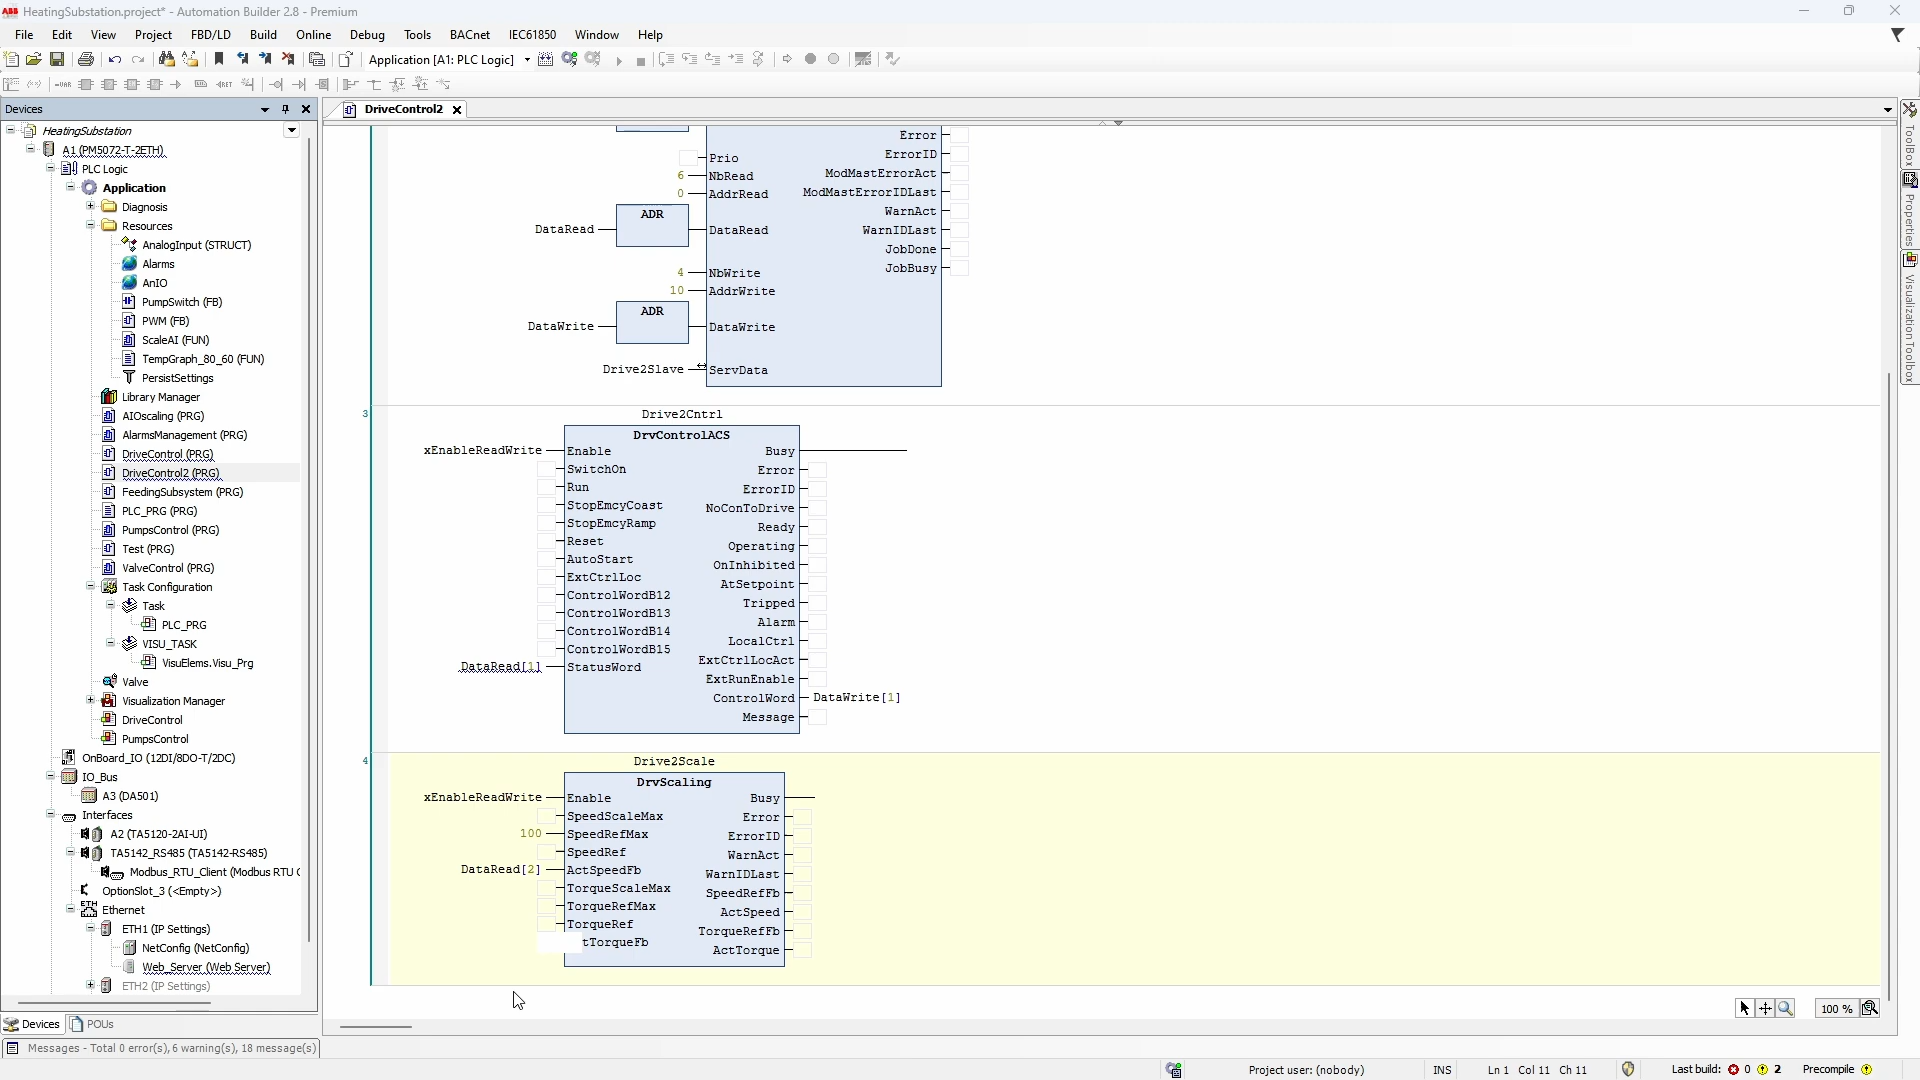 ABB HeatingSubstation.project* - Automation Builder 2.8 - Premium
File Edit View Project FBD/LD Build Online Debug Tools BACnet IEC61850 Window Help
Application [A1: PLC Logic]
Devices
DriveControl2
HeatingSubstation
A1 (PM5072-T-2ETH)
PLC Logic
Application
Diagnosis
Resources
AnalogInput (STRUCT)
Alarms
AnIO
PumpSwitch (FB)
PWM (FB)
ScaleAI (FUN)
TempGraph_80_60 (FUN)
PersistSettings
Library Manager
AIOscaling (PRG)
AlarmsManagement (PRG)
DriveControl (PRG)
DriveControl2 (PRG)
FeedingSubsystem (PRG)
PLC_PRG (PRG)
PumpsControl (PRG)
Test (PRG)
ValveControl (PRG)
Task Configuration
Task
PLC_PRG
VISU_TASK
VisuElems.Visu_Prg
Valve
Visualization Manager
DriveControl
PumpsControl
OnBoard_IO (12DI/8DO-T/2DC)
IO_Bus
A3 (DA501)
Interfaces
A2 (TA5120-2AI-UI)
TA5142_RS485 (TA5142-RS485)
Modbus_RTU_Client (Modbus RTU C
OptionSlot_3 (<Empty>)
Ethernet
ETH1 (IP Settings)
NetConfig (NetConfig)
Web_Server (Web Server)
ETH2 (IP Settings)
Devices POUs
Error
ErrorID
Prio
6 NbRead ModMastErrorAct
0 AddrRead ModMastErrorIDLast
ADR WarnAct
DataRead DataRead WarnIDLast
JobDone
4 NbWrite JobBusy
10 AddrWrite
ADR
DataWrite DataWrite
Drive2Slave ServData
3
Drive2Cntrl
DrvControlACS
xEnableReadWrite Enable Busy
SwitchOn Error
Run ErrorID
StopEmcyCoast NoConToDrive
StopEmcyRamp Ready
Reset Operating
AutoStart OnInhibited
ExtCtrlLoc AtSetpoint
ControlWordB12 Tripped
ControlWordB13 Alarm
ControlWordB14 LocalCtrl
ControlWordB15 ExtCtrlLocAct
DataRead[1] StatusWord ExtRunEnable
ControlWord DataWrite[1]
Message
4
Drive2Scale
DrvScaling
xEnableReadWrite Enable Busy
SpeedScaleMax Error
100 SpeedRefMax ErrorID
SpeedRef WarnAct
DataRead[2] ActSpeedFb WarnIDLast
TorqueScaleMax SpeedRefFb
TorqueRefMax ActSpeed
TorqueRef TorqueRefFb
tTorqueFb ActTorque
100 %
ToolBox
Properties
Visualization Toolbox
Messages - Total 0 error(s), 6 warning(s), 18 message(s)
Project user: (nobody) INS Ln 1 Col 11 Ch 11 Last build: 0 2 Precompile